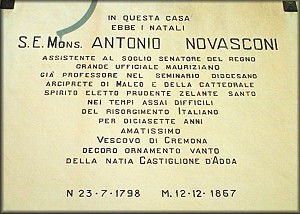 IN QUESTA CASA
EBBE I NATALI
S.E. MONS. ANTONIO NOVASCONI
ASSISTENTE AL SOGLIO SENATORE DEL REGNO
GRANDE UFFICIALE MAURIZIANO
GIÁ PROFESSORE NEL SEMINARIO DIOCESANO
ARCIPRETE DI MALEO E DELLA CATTEDRALE
SPIRITO ELETTO PRUDENTE ZELANTE SANTO
NEI TEMPI ASSAI DIFFICILI
DEL RISORGIMENTO ITALIANO
PER DICIASETTE ANNI
AMATISSIMO
VESCOVO DI CREMONA
DECORO ORNAMENTO VANTO
DELLA NATIA CASTIGLIONE D'ADDA
N 23-7-1798 M. 12-12-1867